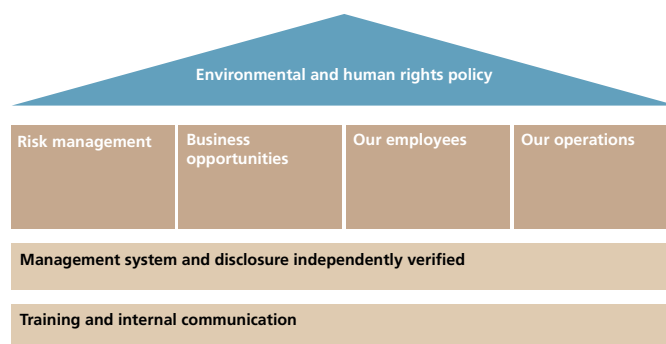 Environmental and human rights policy
Risk management
Business
opportunities
Our employees
Our operations
Management system and disclosure independently verified
Training and internal communication